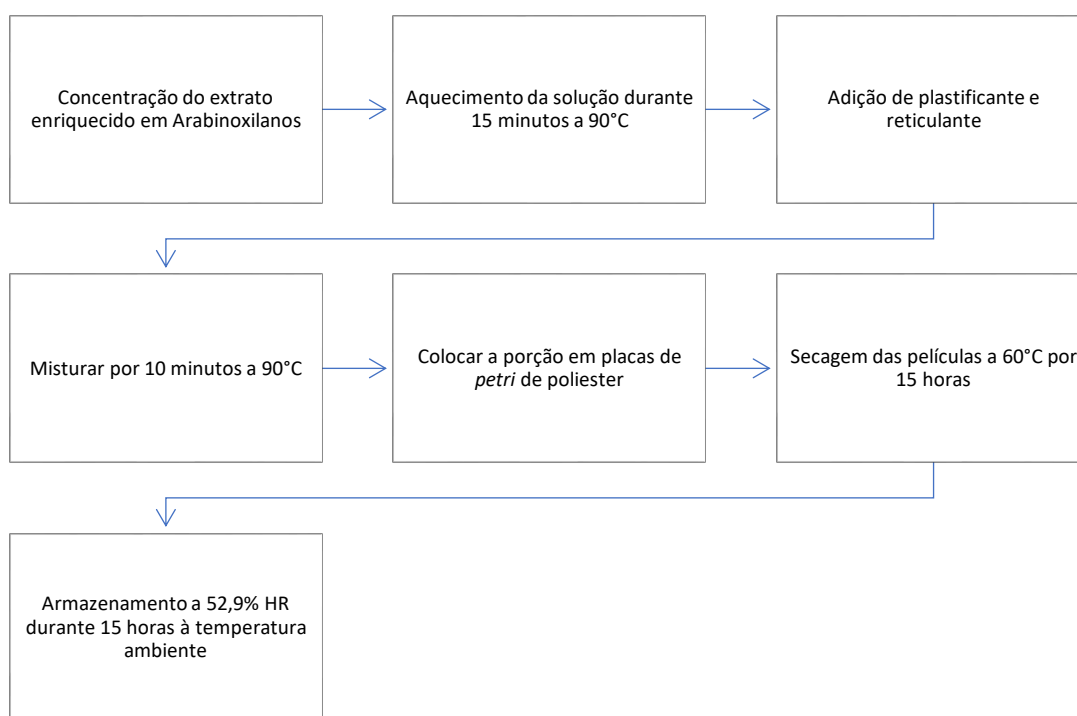 Concentração do extrato
enriquecido em Arabinoxilanos
Aquecimento da solução durante
15 minutos a 90°C
Adição de plastificante e
reticulante
Misturar por 10 minutos a 90°C
Colocar a porção em placas de
petri de poliester
Secagem das películas a 60°C por
15 horas
Armazenamento a 52,9% HR
durante 15 horas à temperatura
ambiente